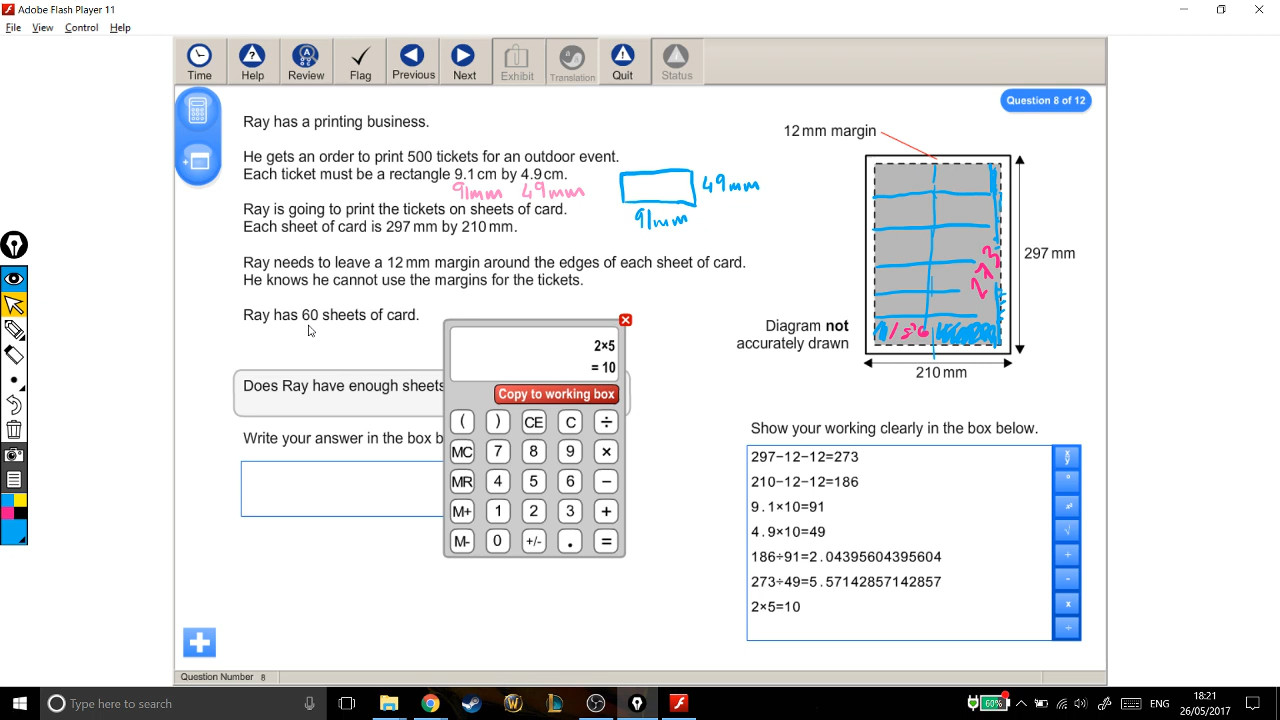 Adobe Flash Player 11
File View Control Help
Time Help Review Flag Previous Next Exhibit Translation Quit Status
Question 8 of 12
Ray has a printing business.
He gets an order to print 500 tickets for an outdoor event.
Each ticket must be a rectangle 9.1 cm by 4.9 cm.
91mm 49mm
Ray is going to print the tickets on sheets of card.
Each sheet of card is 297 mm by 210 mm.
Ray needs to leave a 12 mm margin around the edges of each sheet of card.
He knows he cannot use the margins for the tickets.
Ray has 60 sheets of card.
49mm
91mm
12 mm margin
273
297 mm
186
Diagram not
accurately drawn
210 mm
Does Ray have enough sheets
Write your answer in the box b
2×5
= 10
Copy to working box
( ) CE C ÷
MC 7 8 9 ×
MR 4 5 6 −
M+ 1 2 3 +
M- 0 +/- . =
Show your working clearly in the box below.
297−12−12=273
210−12−12=186
9.1×10=91
4.9×10=49
186÷91=2.04395604395604
273÷49=5.57142857142857
2×5=10
x
y
°
x²
√
+
-
x
÷
Question Number 8
Type here to search
60%
ENG
18:21
26/05/2017